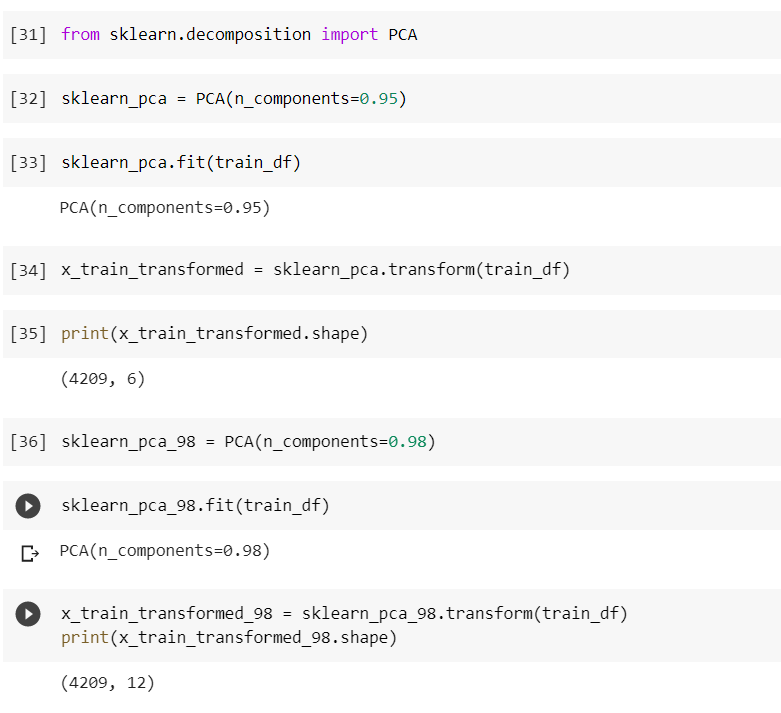 [31] from sklearn.decomposition import PCA
[32] sklearn_pca = PCA(n_components=0.95)
[33] sklearn_pca.fit(train_df)
PCA(n_components=0.95)
[34] x_train_transformed = sklearn_pca.transform(train_df)
[35] print(x_train_transformed.shape)
(4209, 6)
[36] sklearn_pca_98 = PCA(n_components=0.98)
sklearn_pca_98.fit(train_df)
PCA(n_components=0.98)
x_train_transformed_98 = sklearn_pca_98.transform(train_df)
print(x_train_transformed_98.shape)
(4209, 12)